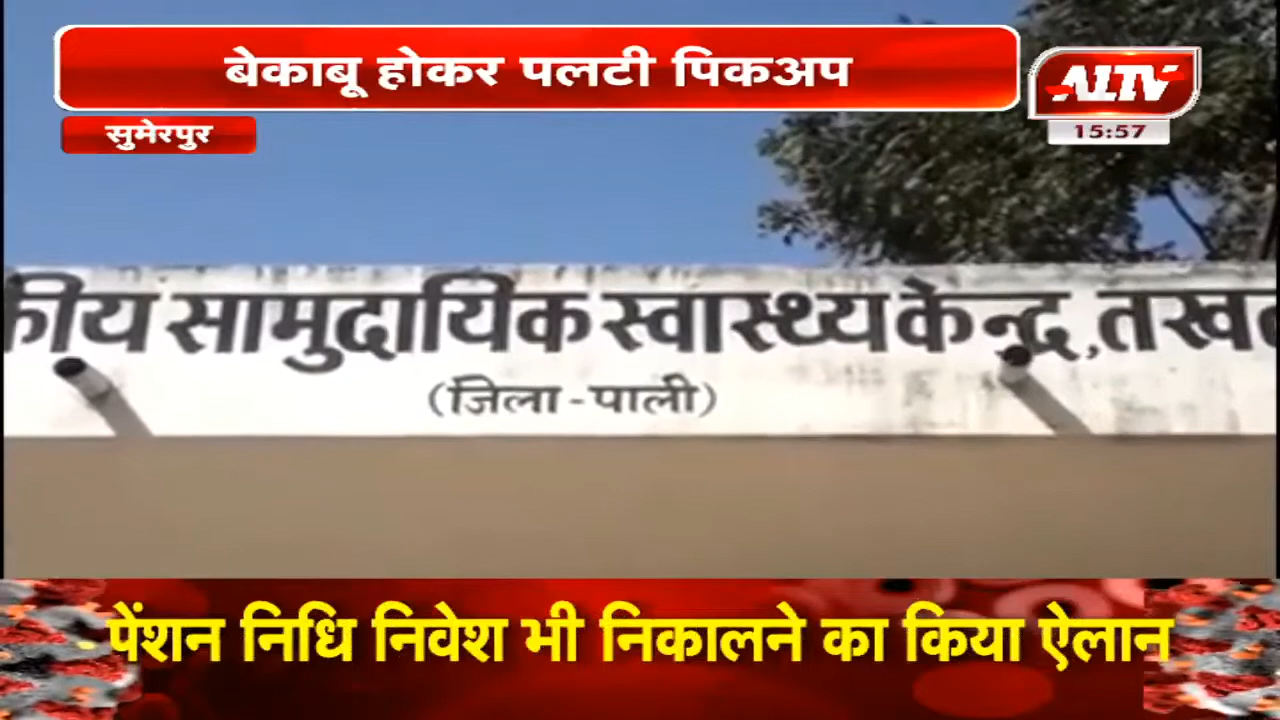 बेकाबू होकर पलटी पिकअप
ALTV
15:57
सुमेरपुर
सामुदायिक स्वास्थ्य केन्द्र,
(जिला-पाली)
पेंशन निधि निवेश भी निकालने का किया ऐलान